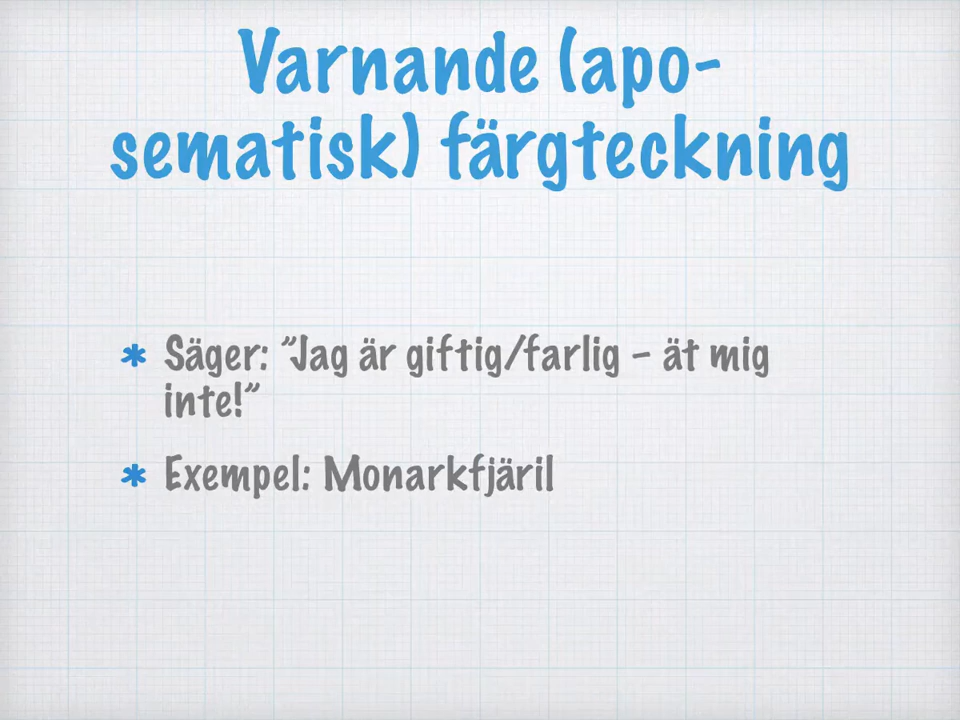 Varnande (apo-
sematisk) färgteckning
* Säger: ”Jag är giftig/farlig – ät mig
inte!”
* Exempel: Monarkfjäril